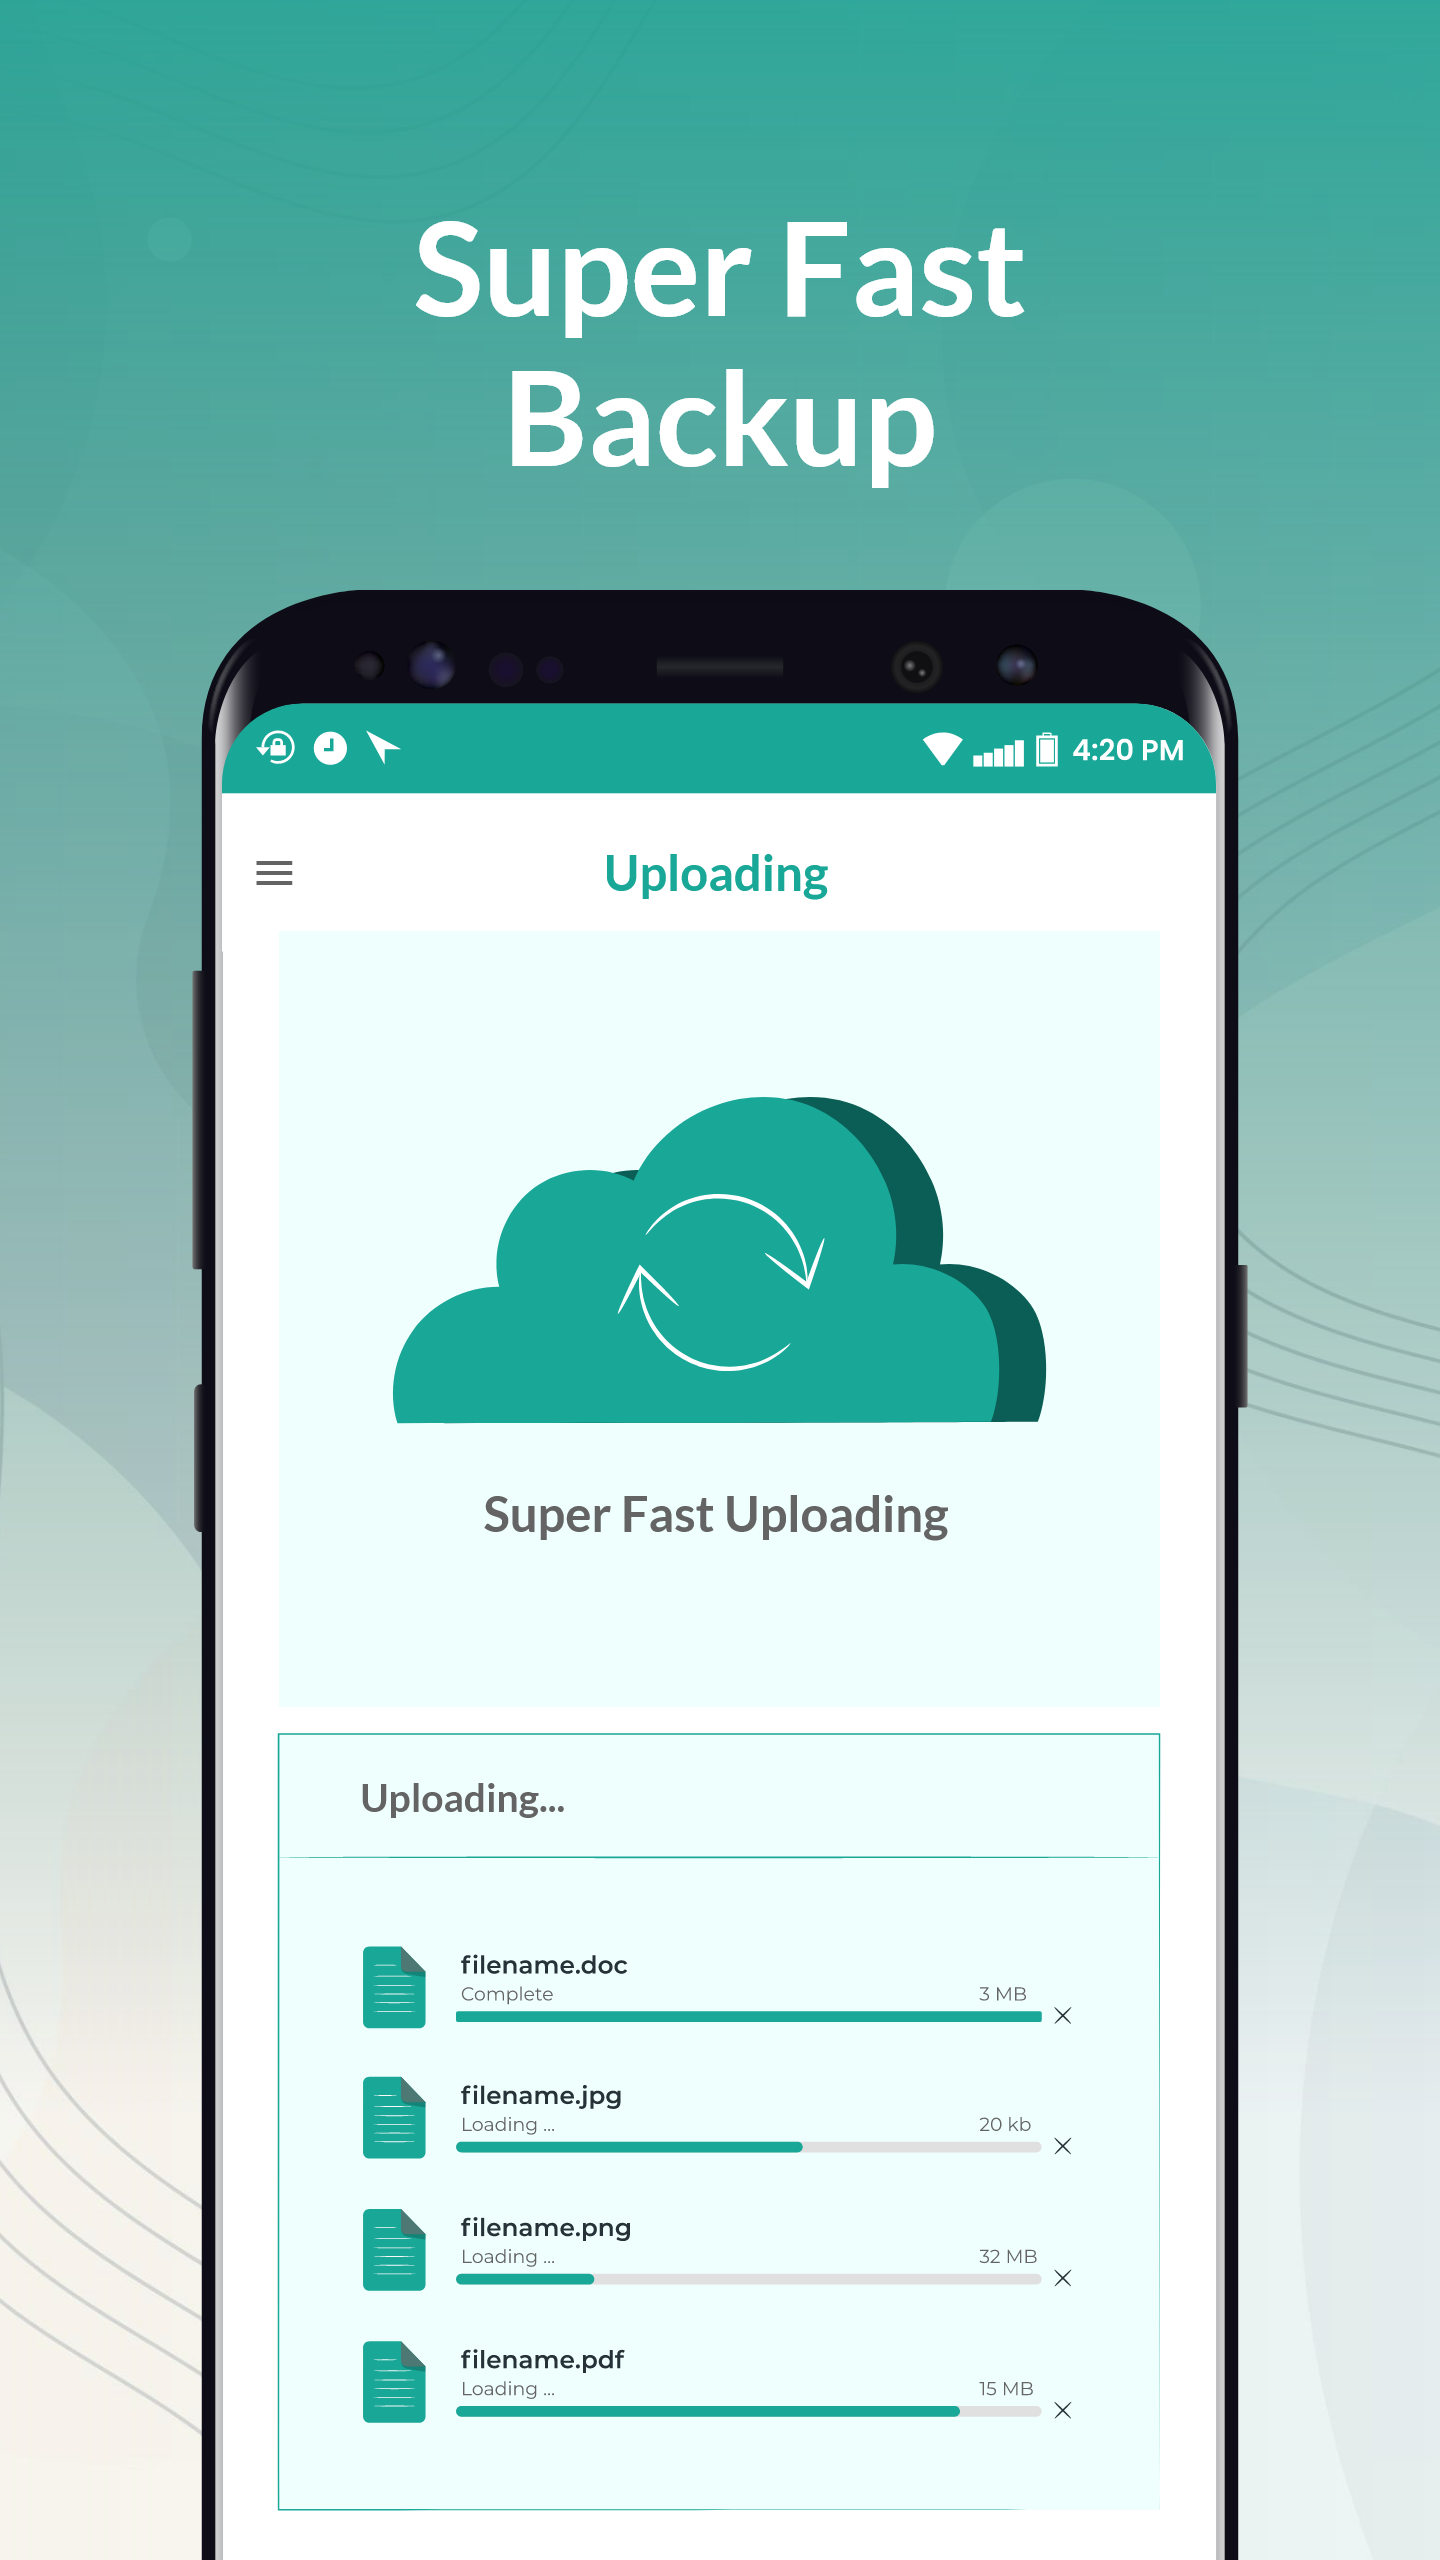 Super Fast
Backup
4:20 PM
Uploading
Super Fast Uploading
Uploading...
filename.doc
Complete 3 MB
filename.jpg
Loading ... 20 kb
filename.png
Loading ... 32 MB
filename.pdf
Loading ... 15 MB